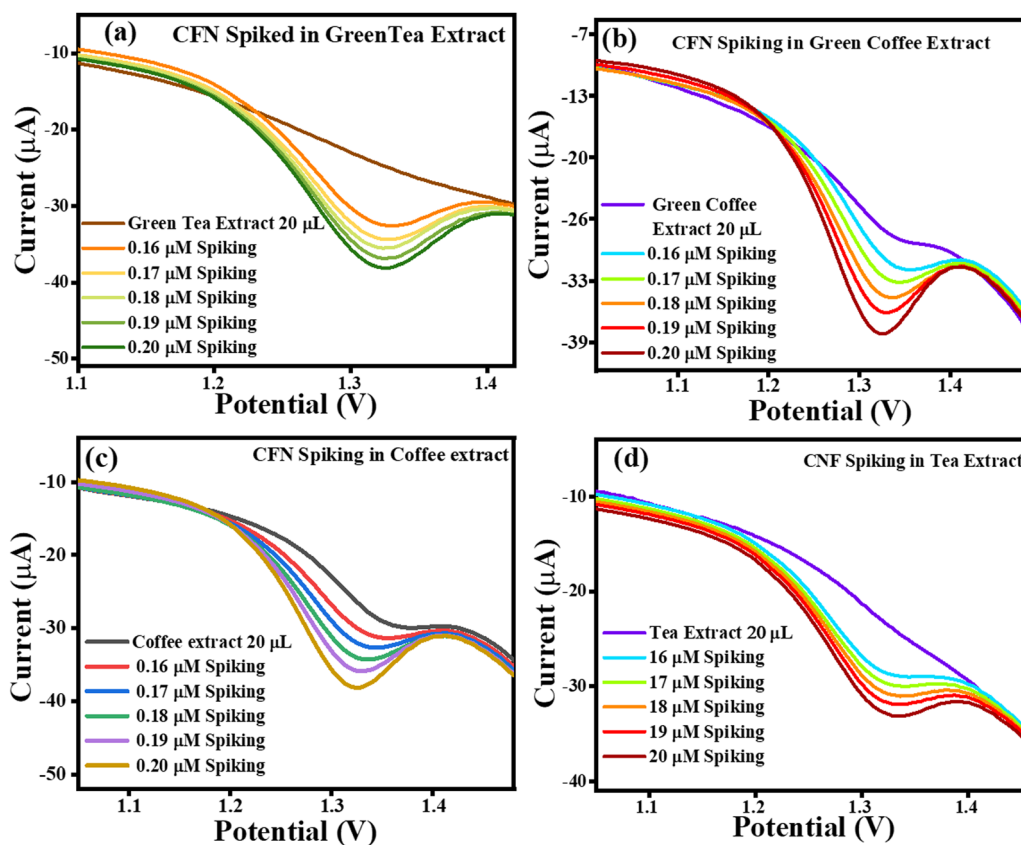 (a) CFN Spiked in GreenTea Extract
Current (μA)
-10
-20
-30
-40
-50
Green Tea Extract 20 μL
0.16 μM Spiking
0.17 μM Spiking
0.18 μM Spiking
0.19 μM Spiking
0.20 μM Spiking
1.1 1.2 1.3 1.4
Potential (V)
(b)
CFN Spiking in Green Coffee Extract
Current (μA)
-7
-13
-20
-26
-33
-39
Green Coffee
Extract 20 μL
0.16 μM Spiking
0.17 μM Spiking
0.18 μM Spiking
0.19 μM Spiking
0.20 μM Spiking
1.1 1.2 1.3 1.4
Potential (V)
(c)
CFN Spiking in Coffee extract
Current (μA)
-10
-20
-30
-40
-50
Coffee extract 20 μL
0.16 μM Spiking
0.17 μM Spiking
0.18 μM Spiking
0.19 μM Spiking
0.20 μM Spiking
1.1 1.2 1.3 1.4
Potential (V)
(d)
CNF Spiking in Tea Extract
Current (μA)
-10
-20
-30
-40
Tea Extract 20 μL
16 μM Spiking
17 μM Spiking
18 μM Spiking
19 μM Spiking
20 μM Spiking
1.1 1.2 1.3 1.4
Potential (V)